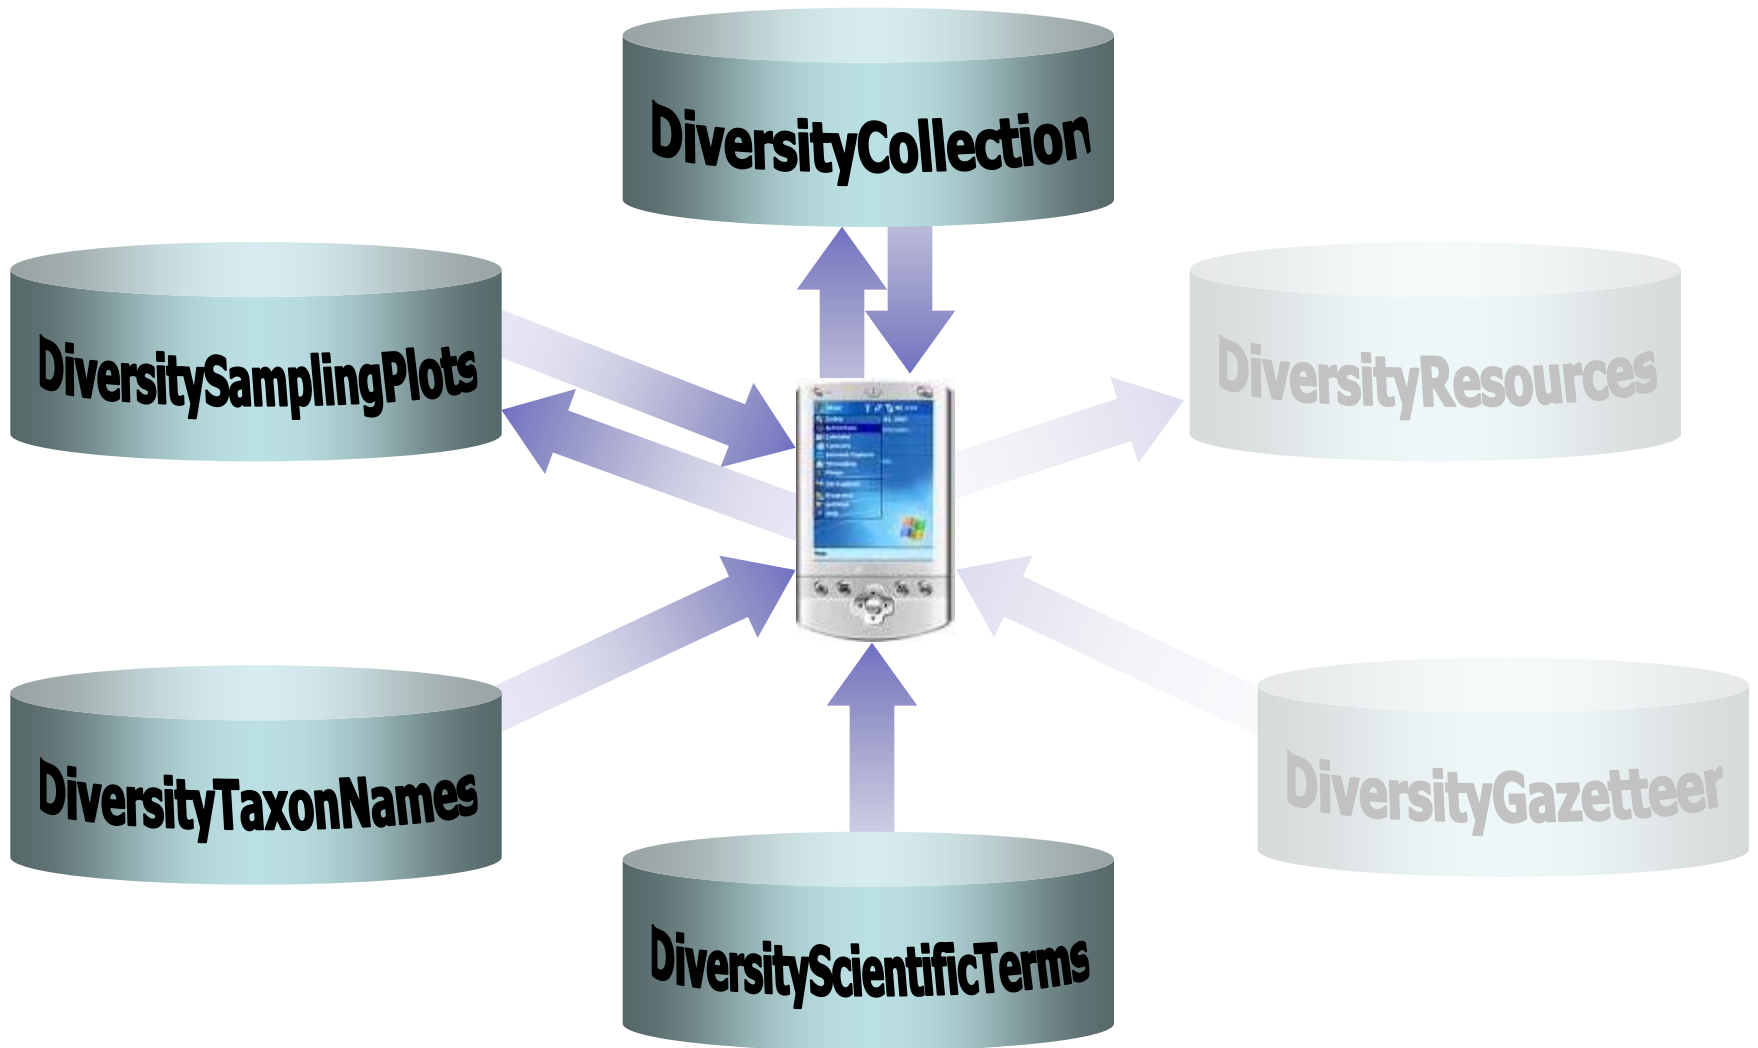 DiversityCollection
DiversitySamplingPlots
DiversityResources
DiversityTaxonNames
DiversityGazetteer
DiversityScientificTerms